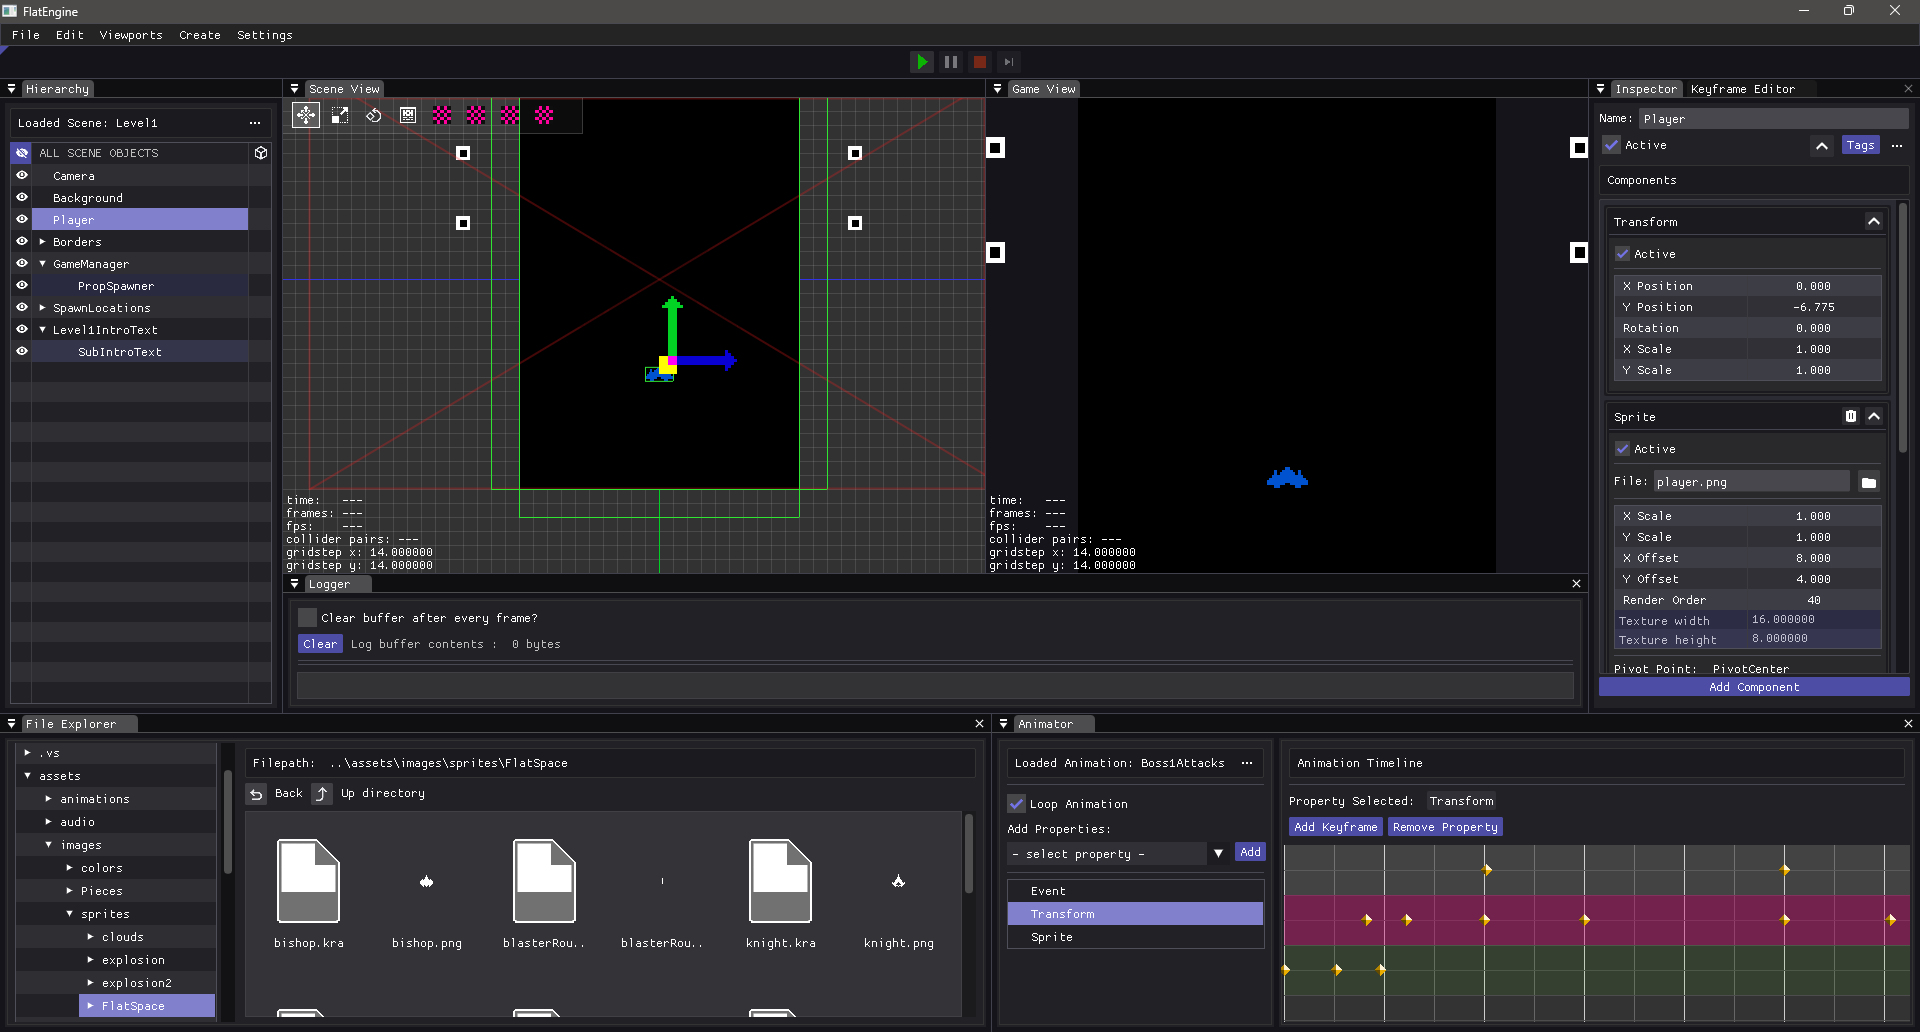 FlatEngine
File Edit Viewports Create Settings
Hierarchy
Loaded Scene: Level1 ...
ALL SCENE OBJECTS
Camera
Background
Player
Borders
GameManager
PropSpawner
SpawnLocations
Level1IntroText
SubIntroText
Scene View
time: ---
frames: ---
fps: ---
collider pairs: ---
gridstep x: 14.000000
gridstep y: 14.000000
Game View
time: ---
frames: ---
fps: ---
collider pairs: ---
gridstep x: 14.000000
gridstep y: 14.000000
Logger
Clear buffer after every frame?
Clear Log buffer contents : 0 bytes
Inspector Keyframe Editor
Name: Player
Active Tags ...
Components
Transform
Active
X Position 0.000
Y Position -6.775
Rotation 0.000
X Scale 1.000
Y Scale 1.000
Sprite
Active
File: player.png
X Scale 1.000
Y Scale 1.000
X Offset 8.000
Y Offset 4.000
Render Order 40
Texture width 16.000000
Texture height 8.000000
Pivot Point: PivotCenter
Add Component
File Explorer
.vs
assets
animations
audio
images
colors
Pieces
sprites
clouds
explosion
explosion2
FlatSpace
Filepath: ..\assets\images\sprites\FlatSpace
Back Up directory
bishop.kra bishop.png blasterRou.. blasterRou.. knight.kra knight.png
Animator
Loaded Animation: Boss1Attacks ...
Loop Animation
Add Properties:
- select property - Add
Event
Transform
Sprite
Animation Timeline
Property Selected: Transform
Add Keyframe Remove Property